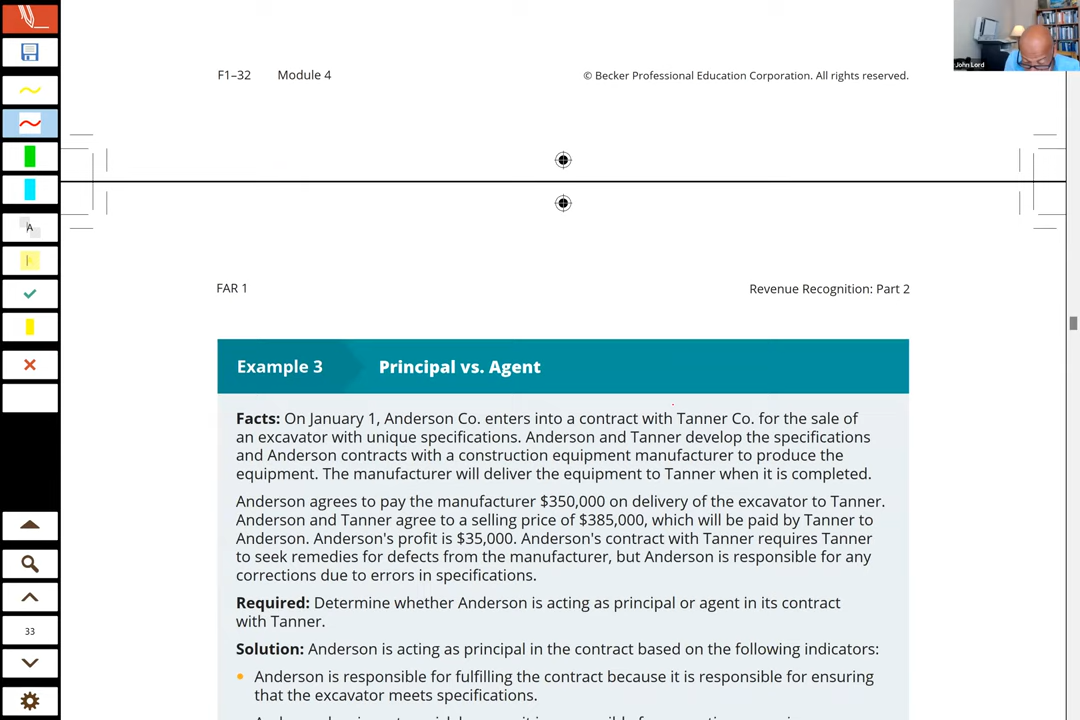 John Lord
F1–32 Module 4 © Becker Professional Education Corporation. All rights reserved.
FAR 1 Revenue Recognition: Part 2
Example 3 Principal vs. Agent
Facts: On January 1, Anderson Co. enters into a contract with Tanner Co. for the sale of
an excavator with unique specifications. Anderson and Tanner develop the specifications
and Anderson contracts with a construction equipment manufacturer to produce the
equipment. The manufacturer will deliver the equipment to Tanner when it is completed.
Anderson agrees to pay the manufacturer $350,000 on delivery of the excavator to Tanner.
Anderson and Tanner agree to a selling price of $385,000, which will be paid by Tanner to
Anderson. Anderson's profit is $35,000. Anderson's contract with Tanner requires Tanner
to seek remedies for defects from the manufacturer, but Anderson is responsible for any
corrections due to errors in specifications.
Required: Determine whether Anderson is acting as principal or agent in its contract
with Tanner.
Solution: Anderson is acting as principal in the contract based on the following indicators:
• Anderson is responsible for fulfilling the contract because it is responsible for ensuring
that the excavator meets specifications.
A
33